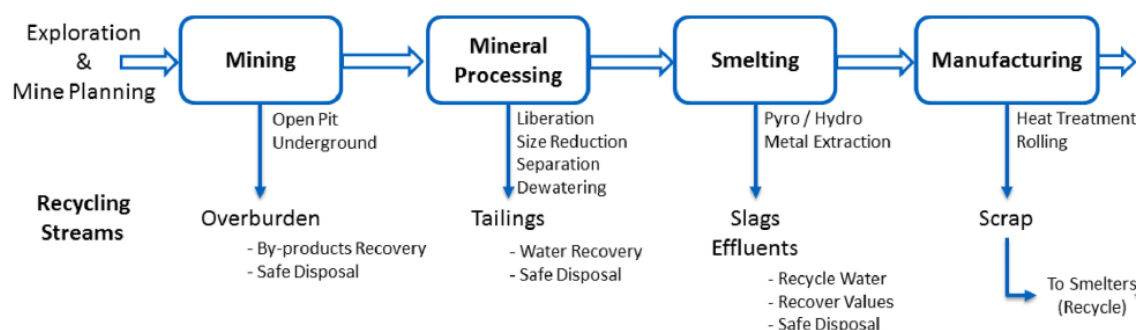 Exploration
&
Mine Planning
Mining
Mineral
Processing
Smelting
Manufacturing
Open Pit
Underground
Liberation
Size Reduction
Separation
Dewatering
Pyro / Hydro
Metal Extraction
Heat Treatment
Rolling
Recycling
Streams
Overburden
- By-products Recovery
- Safe Disposal
Tailings
- Water Recovery
- Safe Disposal
Slags
Effluents
- Recycle Water
- Recover Values
- Safe Disposal
Scrap
To Smelters
(Recycle)